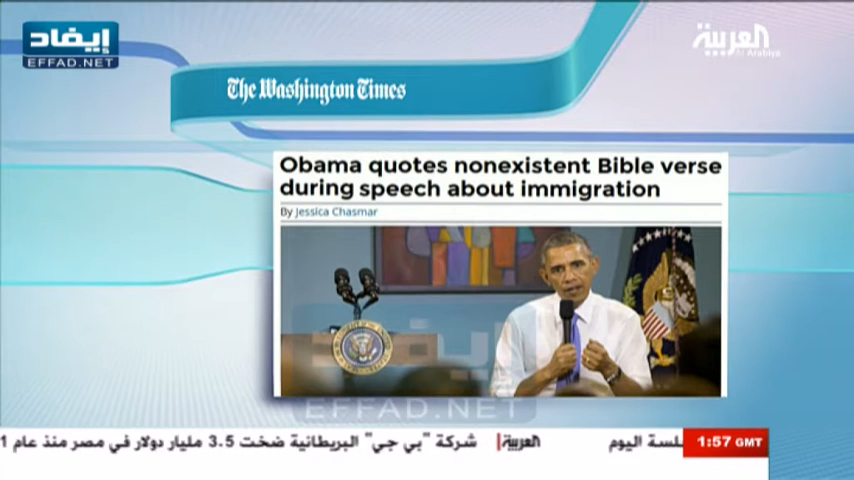 إيفاد
EFFAD.NET
العربية
Al Arabiya
The Washington Times
Obama quotes nonexistent Bible verse
during speech about immigration
By Jessica Chasmar
إيفاد
EFFAD.NET
اليوم العربية شركة "بي جي" البريطانية ضخت 3.5 مليار دولار في مصر منذ عام
1:57 GMT